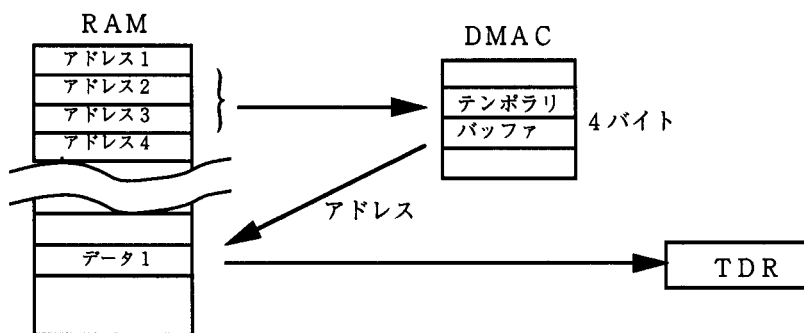 RAM
アドレス1
アドレス2
アドレス3
アドレス4
データ1
DMAC
テンポラリ
バッファ
4バイト
アドレス
TDR